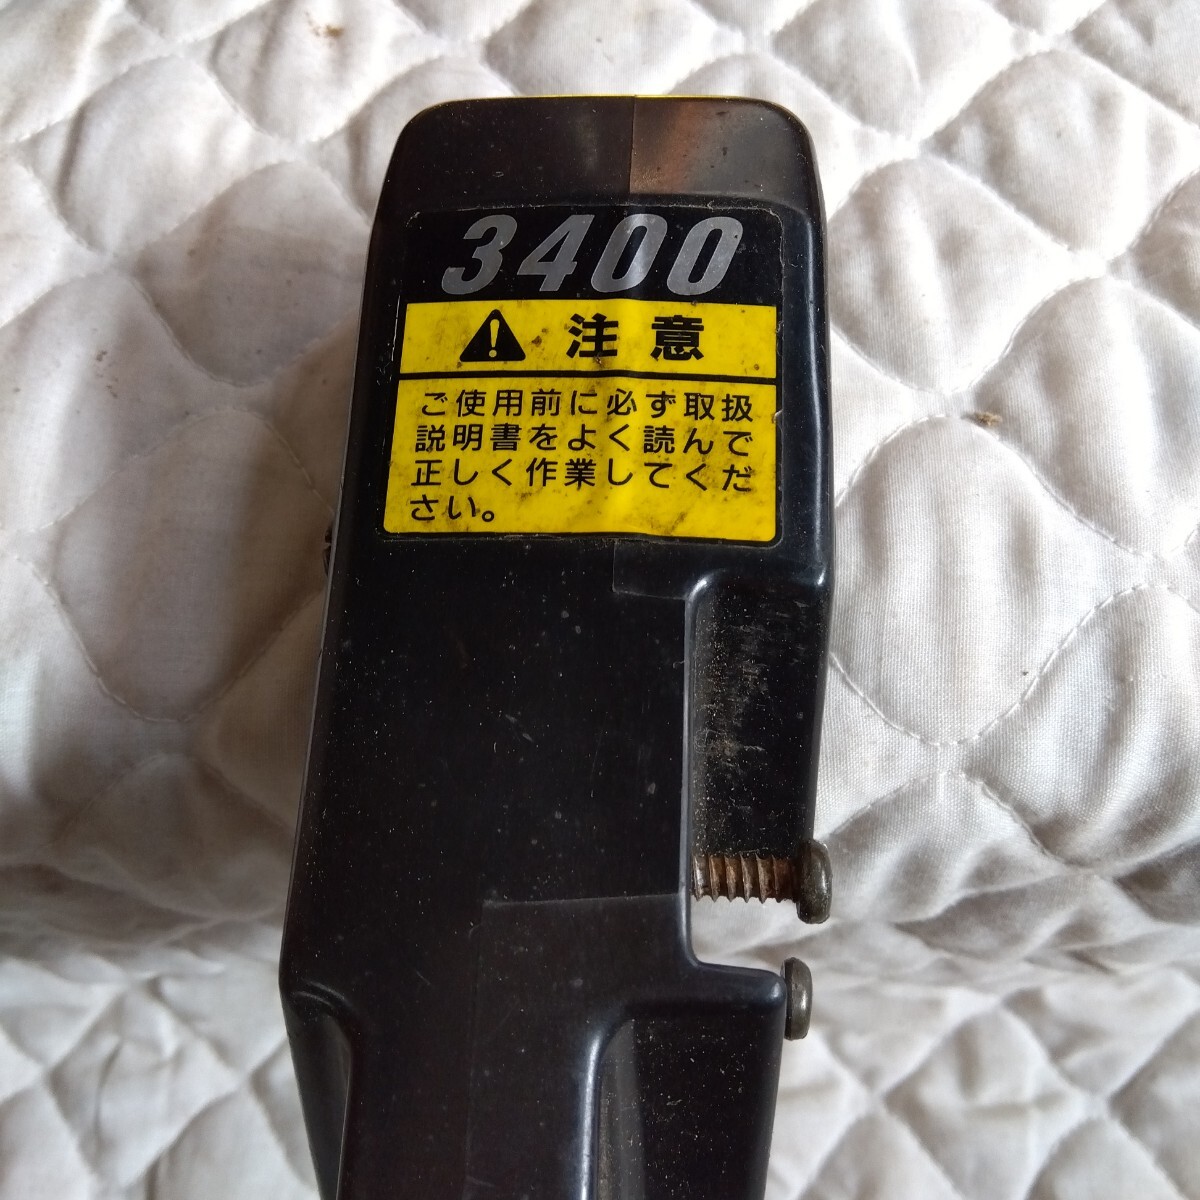 3400
注意
ご使用前に必ず取扱
説明書をよく読んで
正しく作業してくだ
さい。